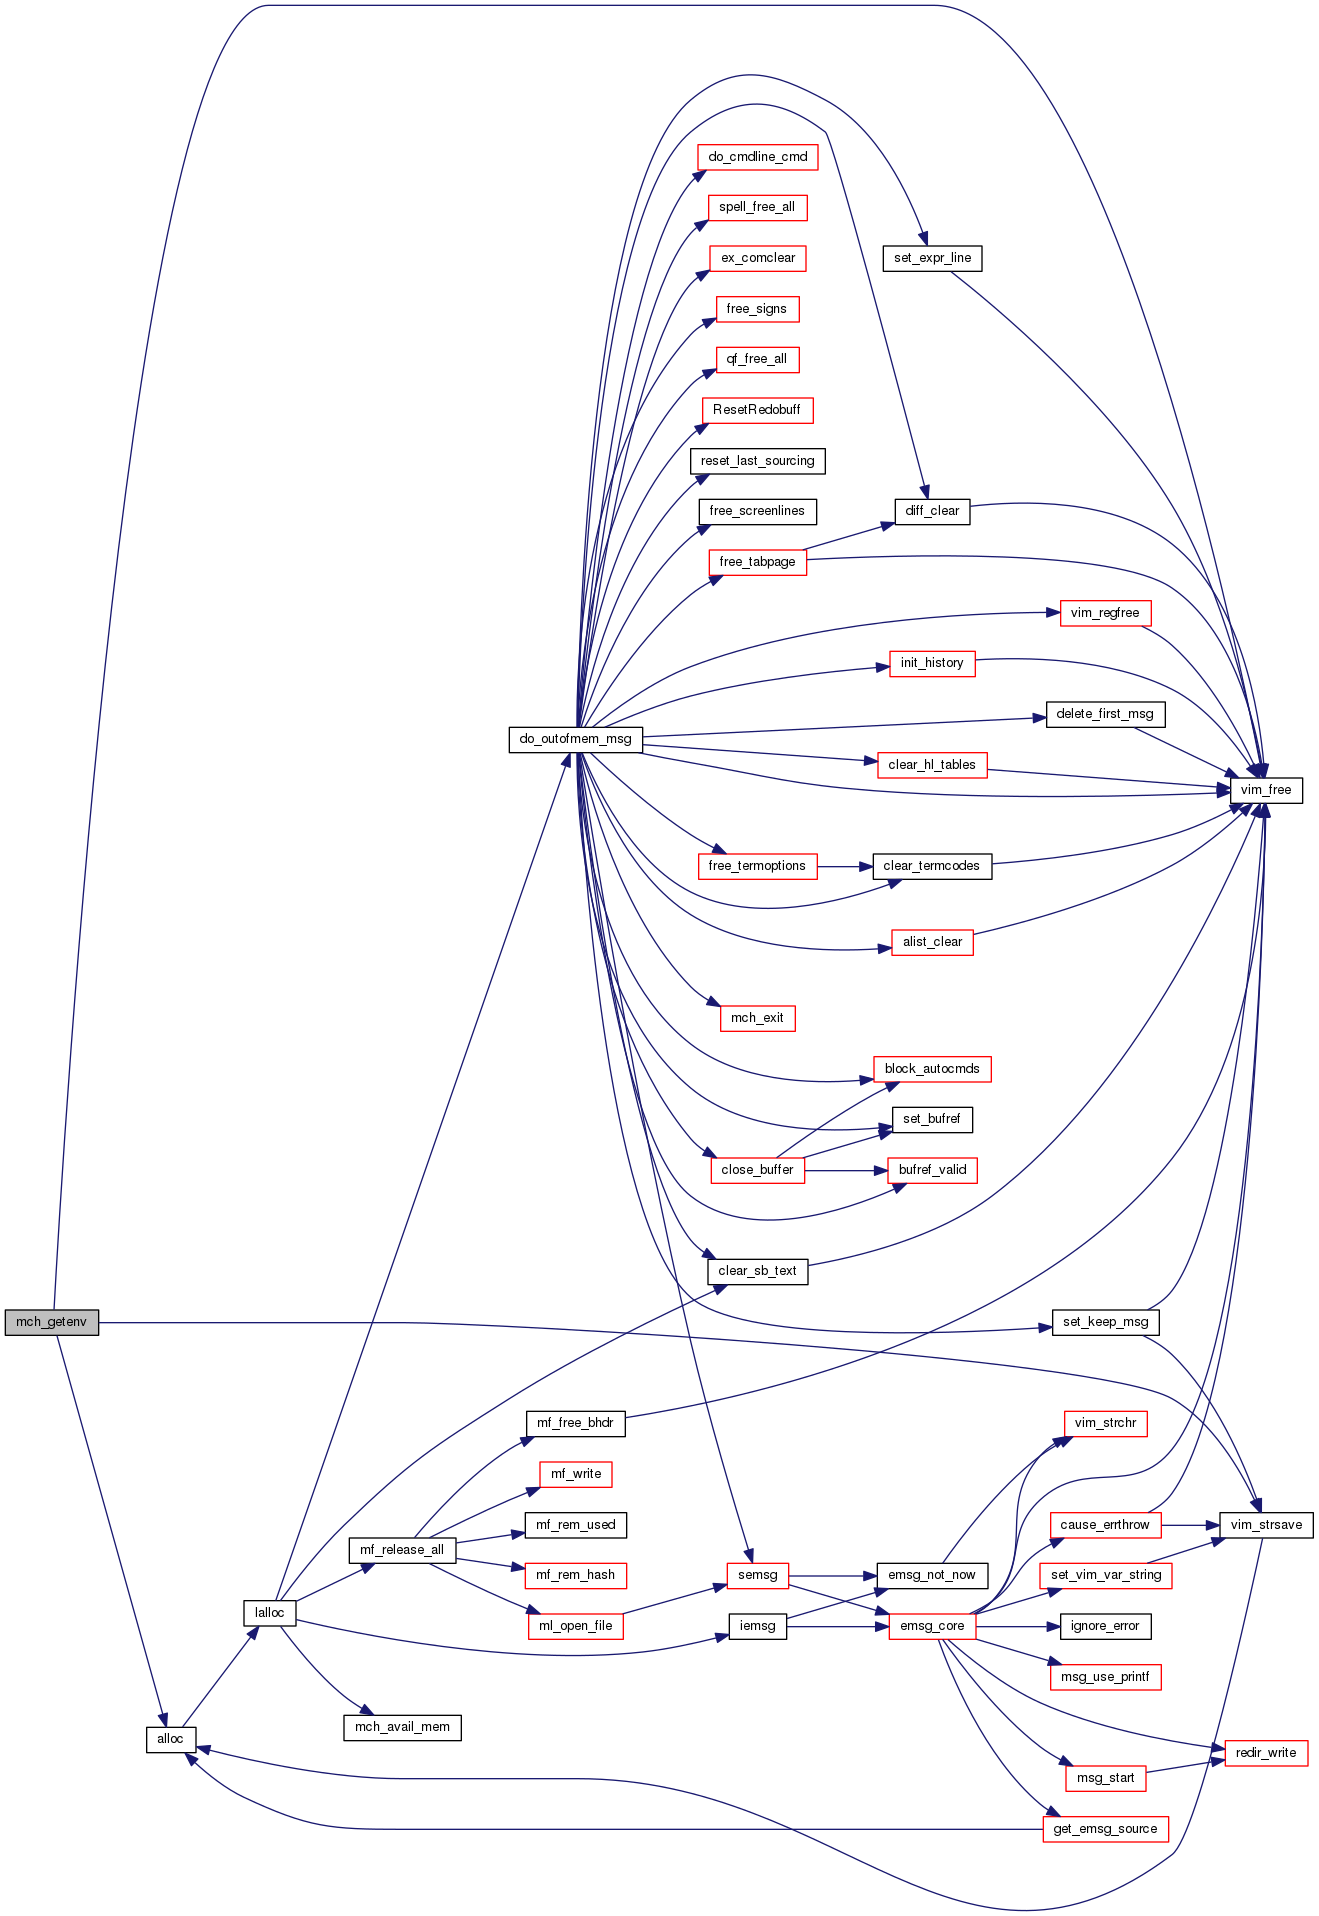 do_cmdline_cmd
spell_free_all
ex_comclear
set_expr_line
free_signs
qf_free_all
ResetRedobuff
reset_last_sourcing
free_screenlines
diff_clear
free_tabpage
vim_regfree
init_history
delete_first_msg
do_outofmem_msg
clear_hl_tables
vim_free
free_termoptions
clear_termcodes
alist_clear
mch_exit
block_autocmds
set_bufref
close_buffer
bufref_valid
clear_sb_text
mch_getenv
set_keep_msg
mf_free_bhdr
vim_strchr
mf_write
mf_rem_used
cause_errthrow
vim_strsave
mf_release_all
mf_rem_hash
semsg
emsg_not_now
set_vim_var_string
lalloc
ml_open_file
iemsg
emsg_core
ignore_error
msg_use_printf
mch_avail_mem
alloc
redir_write
msg_start
get_emsg_source